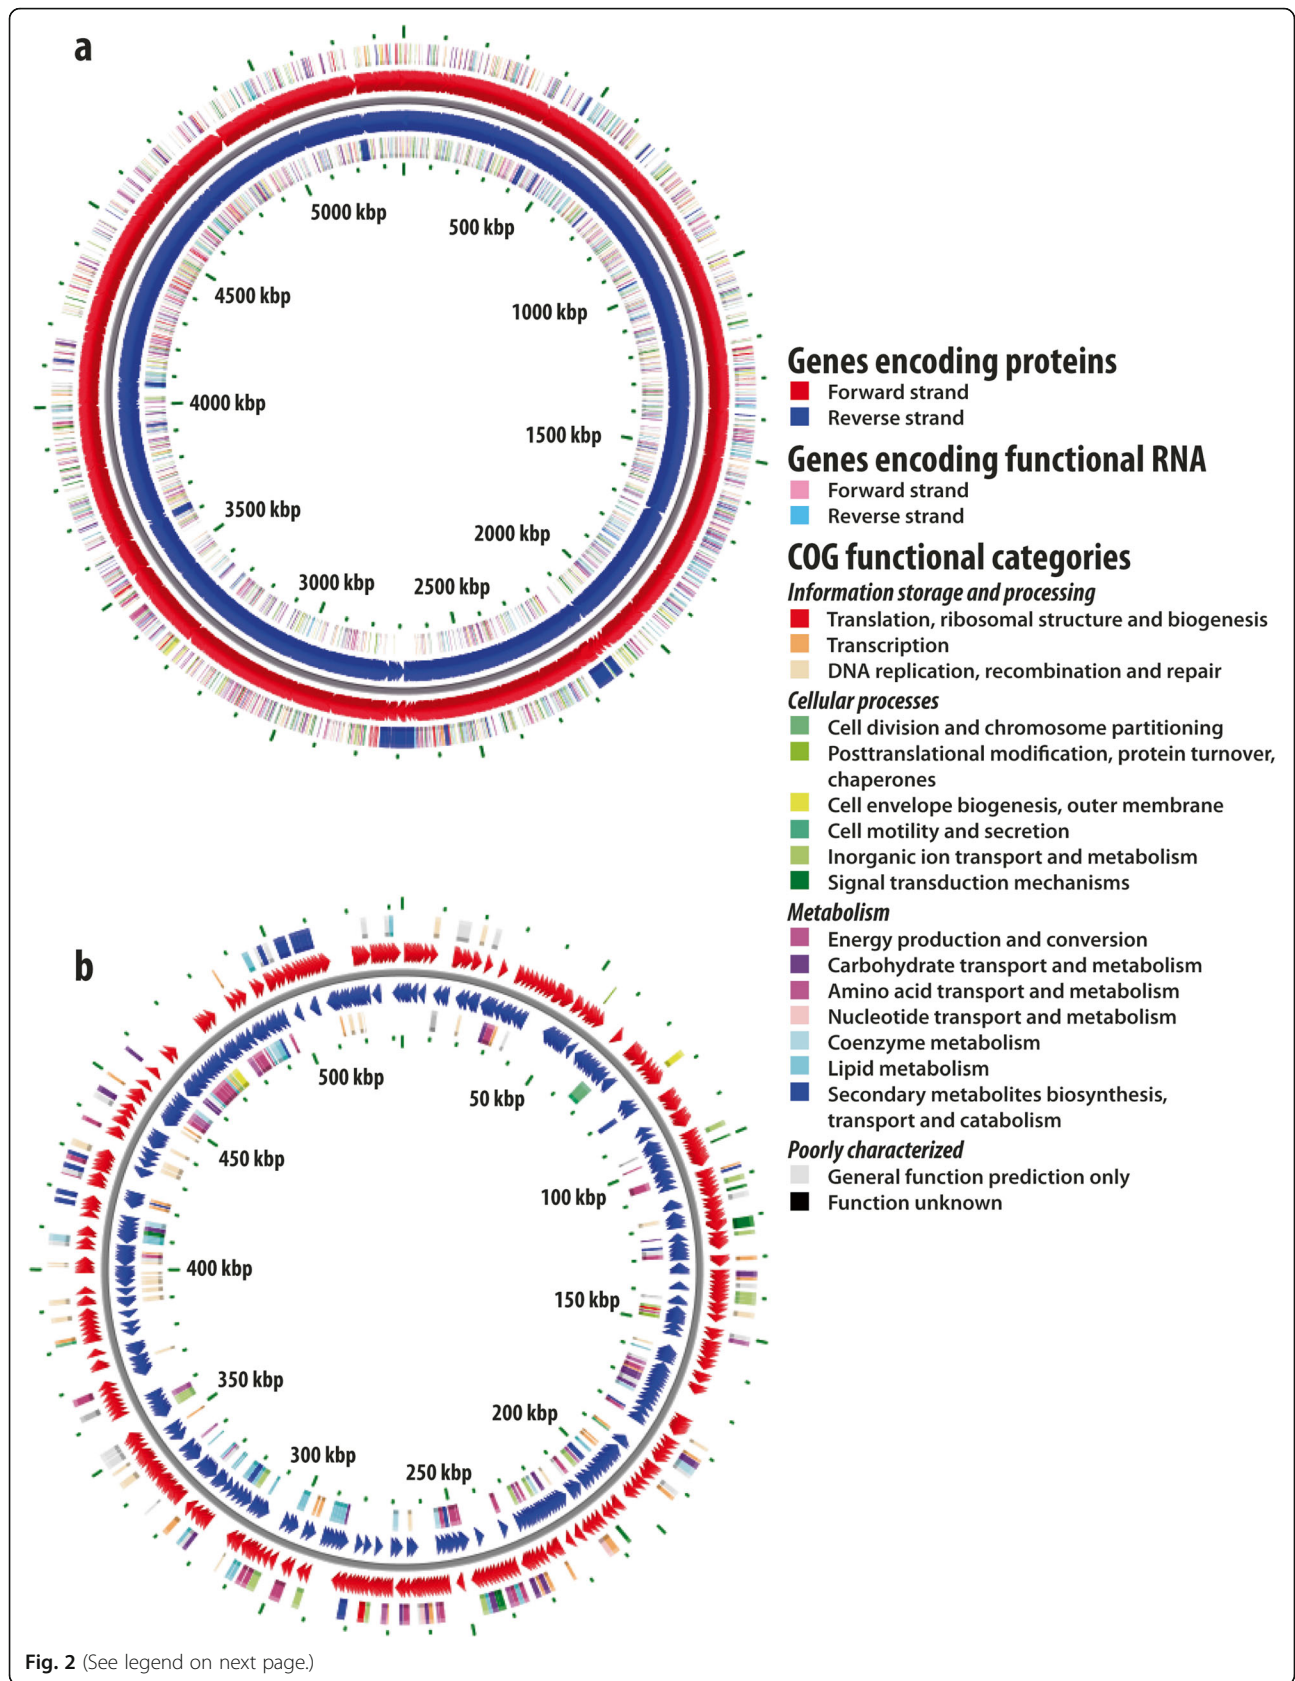 a
5000 kbp
500 kbp
4500 kbp
1000 kbp
4000 kbp
1500 kbp
3500 kbp
2000 kbp
3000 kbp
2500 kbp
Genes encoding proteins
Forward strand
Reverse strand
Genes encoding functional RNA
Forward strand
Reverse strand
COG functional categories
Information storage and processing
Translation, ribosomal structure and biogenesis
Transcription
DNA replication, recombination and repair
Cellular processes
Cell division and chromosome partitioning
Posttranslational modification, protein turnover,
chaperones
Cell envelope biogenesis, outer membrane
Cell motility and secretion
Inorganic ion transport and metabolism
Signal transduction mechanisms
Metabolism
Energy production and conversion
Carbohydrate transport and metabolism
Amino acid transport and metabolism
Nucleotide transport and metabolism
Coenzyme metabolism
Lipid metabolism
Secondary metabolites biosynthesis,
transport and catabolism
Poorly characterized
General function prediction only
Function unknown
b
500 kbp
50 kbp
450 kbp
100 kbp
400 kbp
150 kbp
350 kbp
200 kbp
300 kbp
250 kbp
Fig. 2 (See legend on next page.)